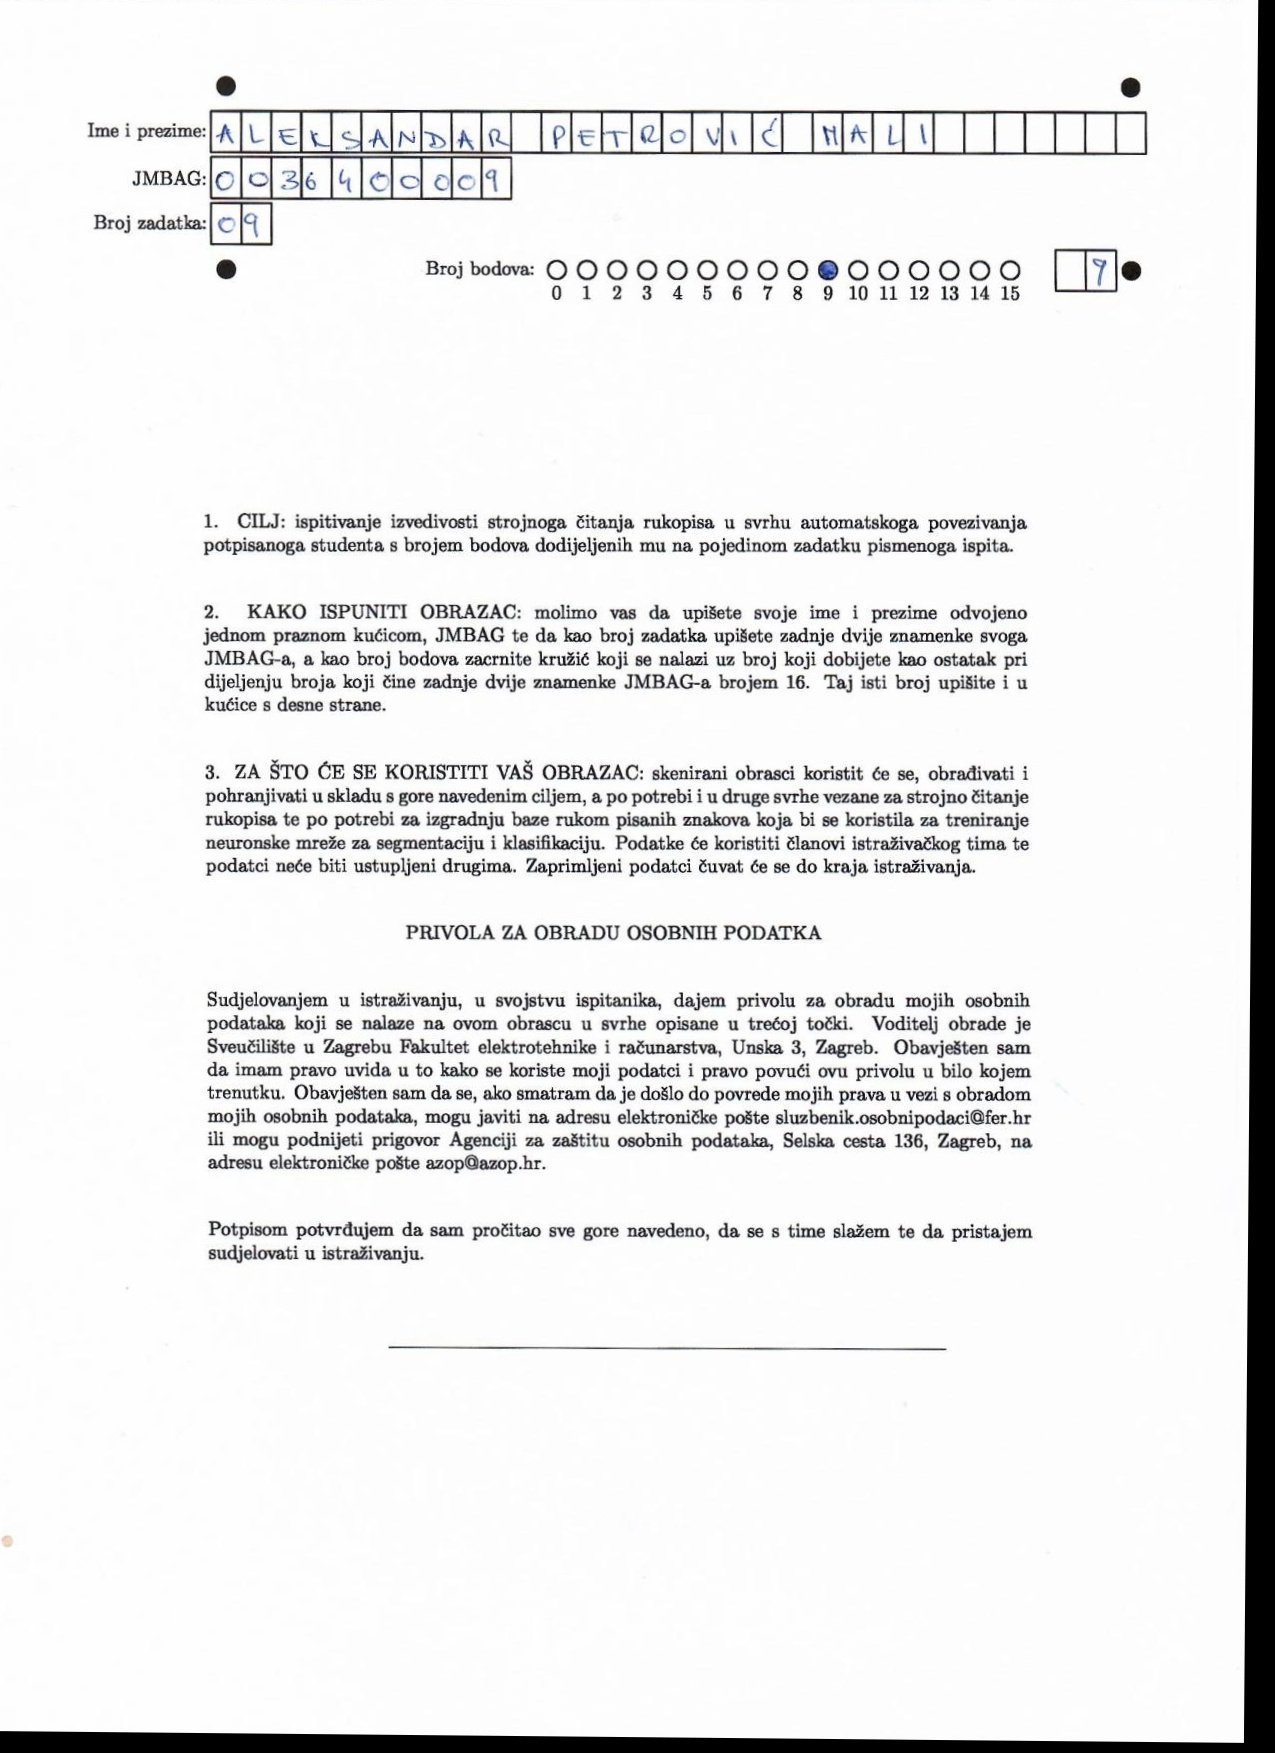 Ime i prezime: ALEKSANDAR PETROVIĆ MALI
JMBAG: 0036400009
Broj zadatka: 09
Broj bodova: 9
0 1 2 3 4 5 6 7 8 9 10 11 12 13 14 15
1. CILJ: ispitivanje izvedivosti strojnoga čitanja rukopisa u svrhu automatskoga povezivanja
potpisanoga studenta s brojem bodova dodijeljenih mu na pojedinom zadatku pismenoga ispita.
2. KAKO ISPUNITI OBRAZAC: molimo vas da upišete svoje ime i prezime odvojeno
jednom praznom kućicom, JMBAG te da kao broj zadatka upišete zadnje dvije znamenke svoga
JMBAG-a, a kao broj bodova zacrnite kružić koji se nalazi uz broj koji dobijete kao ostatak pri
dijeljenju broja koji čine zadnje dvije znamenke JMBAG-a brojem 16. Taj isti broj upišite i u
kućice s desne strane.
3. ZA ŠTO ĆE SE KORISTITI VAŠ OBRAZAC: skenirani obrasci koristit će se, obrađivati i
pohranjivati u skladu s gore navedenim ciljem, a po potrebi i u druge svrhe vezane za strojno čitanje
rukopisa te po potrebi za izgradnju baze rukom pisanih znakova koja bi se koristila za treniranje
neuronske mreže za segmentaciju i klasifikaciju. Podatke će koristiti članovi istraživačkog tima te
podatci neće biti ustupljeni drugima. Zaprimljeni podatci čuvat će se do kraja istraživanja.
PRIVOLA ZA OBRADU OSOBNIH PODATKA
Sudjelovanjem u istraživanju, u svojstvu ispitanika, dajem privolu za obradu mojih osobnih
podataka koji se nalaze na ovom obrascu u svrhe opisane u trećoj točki. Voditelj obrade je
Sveučilište u Zagrebu Fakultet elektrotehnike i računarstva, Unska 3, Zagreb. Obavješten sam
da imam pravo uvida u to kako se koriste moji podatci i pravo povući ovu privolu u bilo kojem
trenutku. Obavješten sam da se, ako smatram da je došlo do povrede mojih prava u vezi s obradom
mojih osobnih podataka, mogu javiti na adresu elektroničke pošte sluzbenik.osobnipodaci@fer.hr
ili mogu podnijeti prigovor Agenciji za zaštitu osobnih podataka, Selska cesta 136, Zagreb, na
adresu elektroničke pošte azop@azop.hr.
Potpisom potvrđujem da sam pročitao sve gore navedeno, da se s time slažem te da pristajem
sudjelovati u istraživanju.